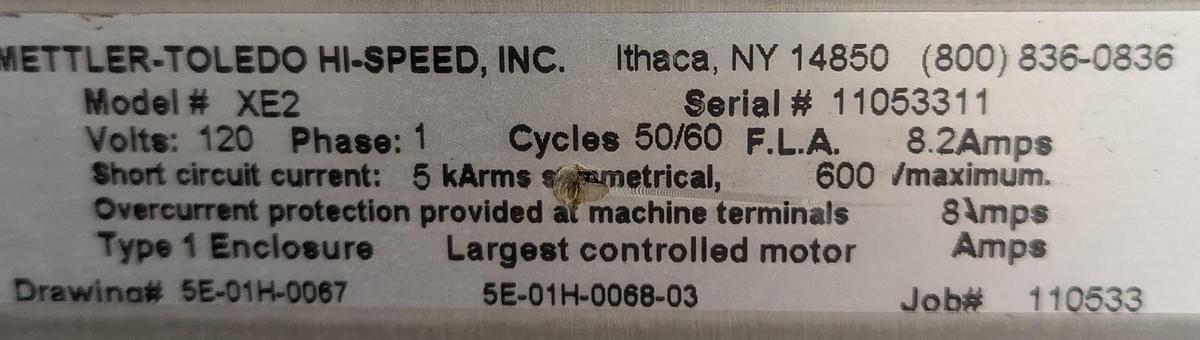 METTLER-TOLEDO HI-SPEED, INC. Ithaca, NY 14850 (800) 836-0836
Model # XE2 Serial # 11053311
Volts: 120 Phase: 1 Cycles 50/60 F.L.A. 8.2Amps
Short circuit current: 5 kArms symmetrical, 600 /maximum.
Overcurrent protection provided at machine terminals 8Amps
Type 1 Enclosure Largest controlled motor Amps
Drawing# 5E-01H-0067 5E-01H-0068-03 Job# 110533